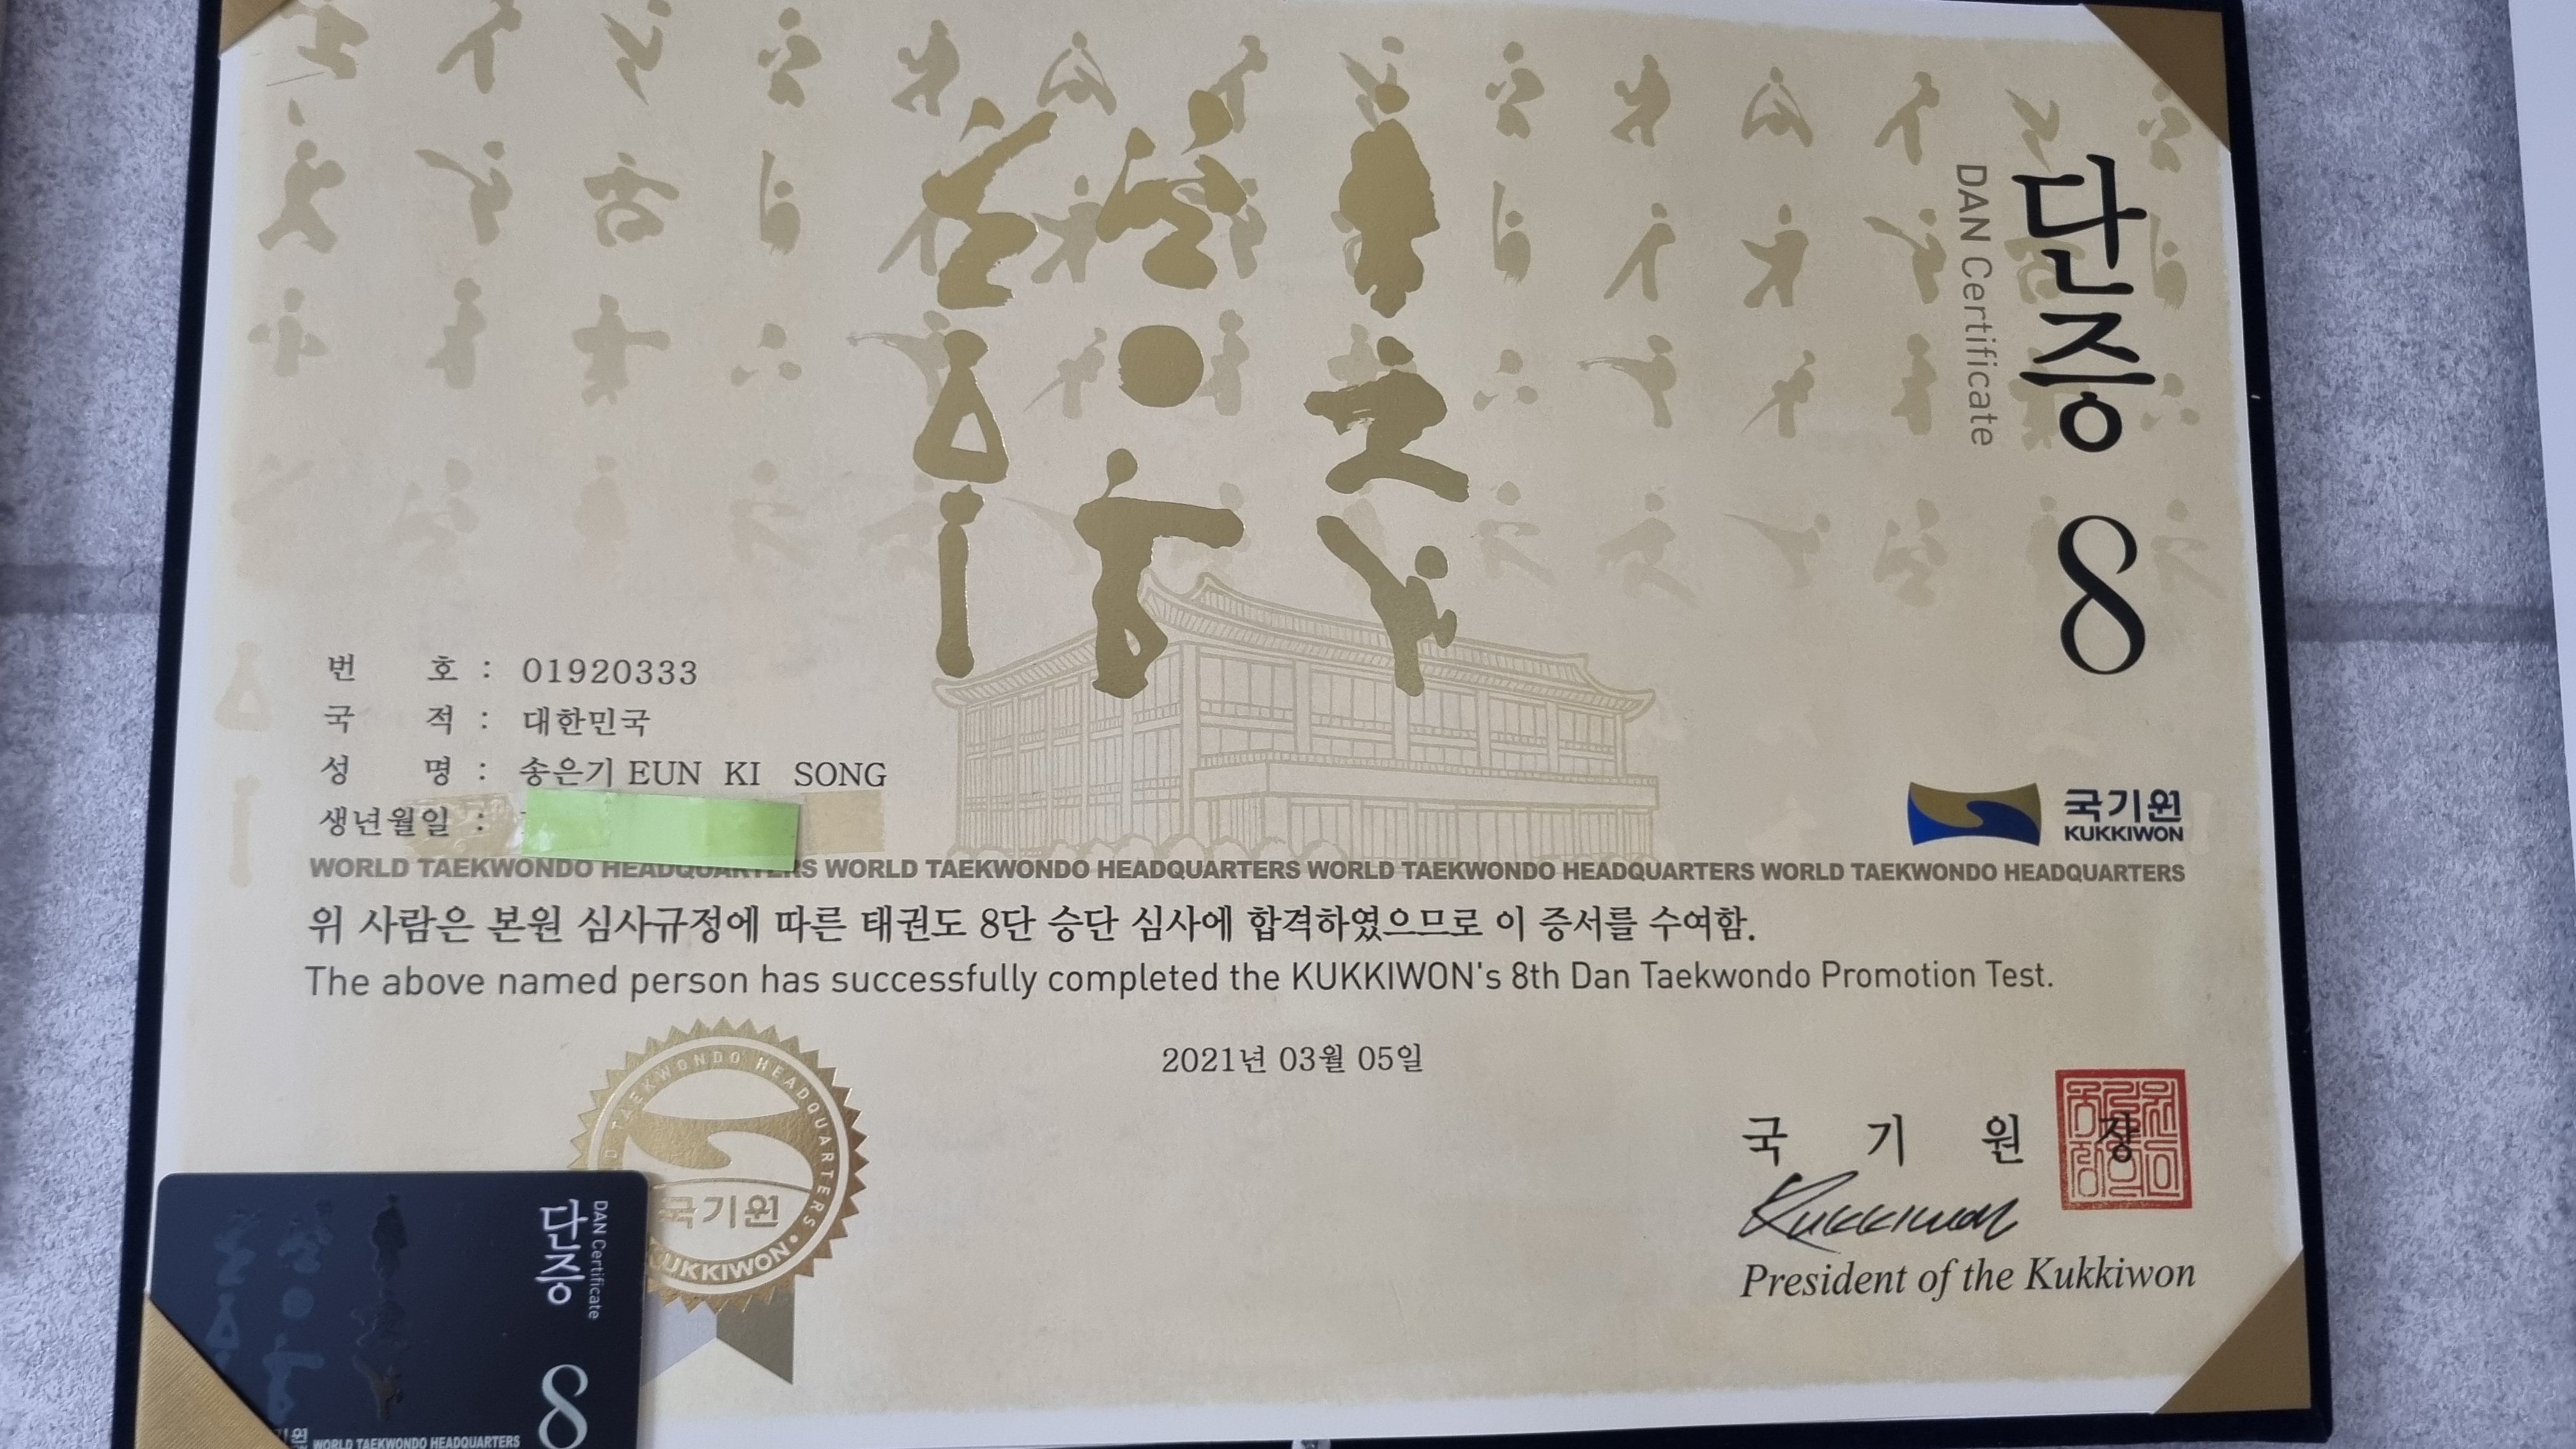 단증 8
DAN Certificate
번 호 : 01920333
국 적 : 대한민국
성 명 : 송은기 EUN KI SONG
생년월일 :
국기원
KUKKIWON
WORLD TAEKWONDO HEADQUARTERS WORLD TAEKWONDO HEADQUARTERS WORLD TAEKWONDO HEADQUARTERS WORLD TAEKWONDO HEADQUARTERS
위 사람은 본원 심사규정에 따른 태권도 8단 승단 심사에 합격하였으므로 이 증서를 수여함.
The above named person has successfully completed the KUKKIWON's 8th Dan Taekwondo Promotion Test.
2021년 03월 05일
국 기 원 장
Kukkiwon
President of the Kukkiwon
TAEKWONDO HEADQUARTERS
국기원
KUKKIWON
단증 8
DAN Certificate
WORLD TAEKWONDO HEADQUARTERS